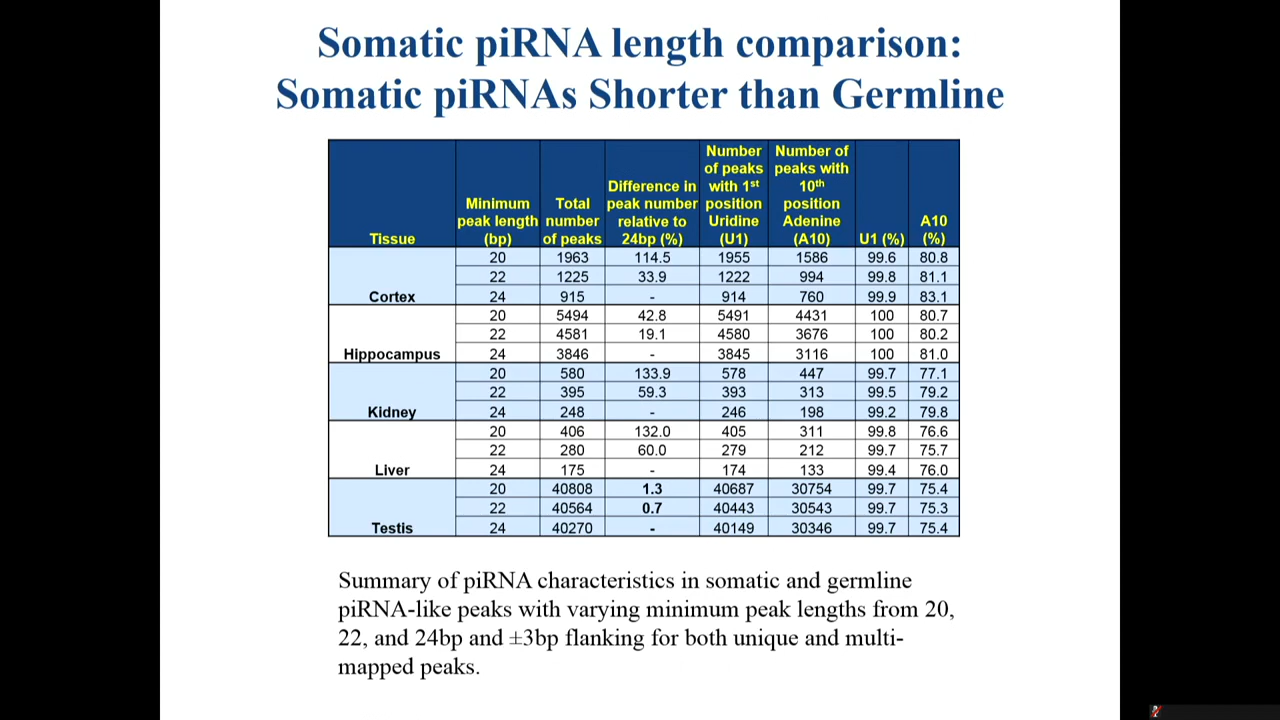 Somatic piRNA length comparison:
Somatic piRNAs Shorter than Germline
Tissue Minimum peak length (bp) Total number of peaks Difference in peak number relative to 24bp (%) Number of peaks with 1st position Uridine (U1) Number of peaks with 10th position Adenine (A10) U1 (%) A10 (%)
Cortex 20 1963 114.5 1955 1586 99.6 80.8
22 1225 33.9 1222 994 99.8 81.1
24 915 - 914 760 99.9 83.1
Hippocampus 20 5494 42.8 5491 4431 100 80.7
22 4581 19.1 4580 3676 100 80.2
24 3846 - 3845 3116 100 81.0
Kidney 20 580 133.9 578 447 99.7 77.1
22 395 59.3 393 313 99.5 79.2
24 248 - 246 198 99.2 79.8
Liver 20 406 132.0 405 311 99.8 76.6
22 280 60.0 279 212 99.7 75.7
24 175 - 174 133 99.4 76.0
Testis 20 40808 1.3 40687 30754 99.7 75.4
22 40564 0.7 40443 30543 99.7 75.3
24 40270 - 40149 30346 99.7 75.4
Summary of piRNA characteristics in somatic and germline
piRNA-like peaks with varying minimum peak lengths from 20,
22, and 24bp and ±3bp flanking for both unique and multi-
mapped peaks.